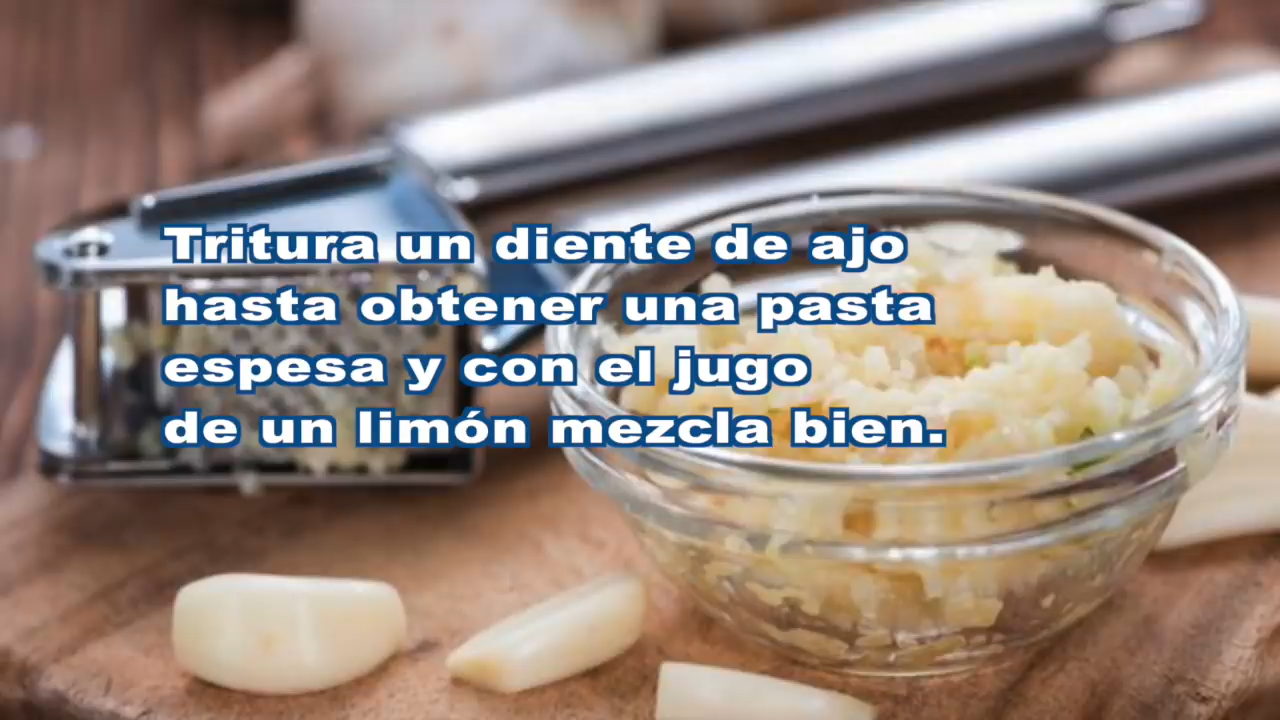 Tritura un diente de ajo
hasta obtener una pasta
espesa y con el jugo
de un limón mezcla bien.